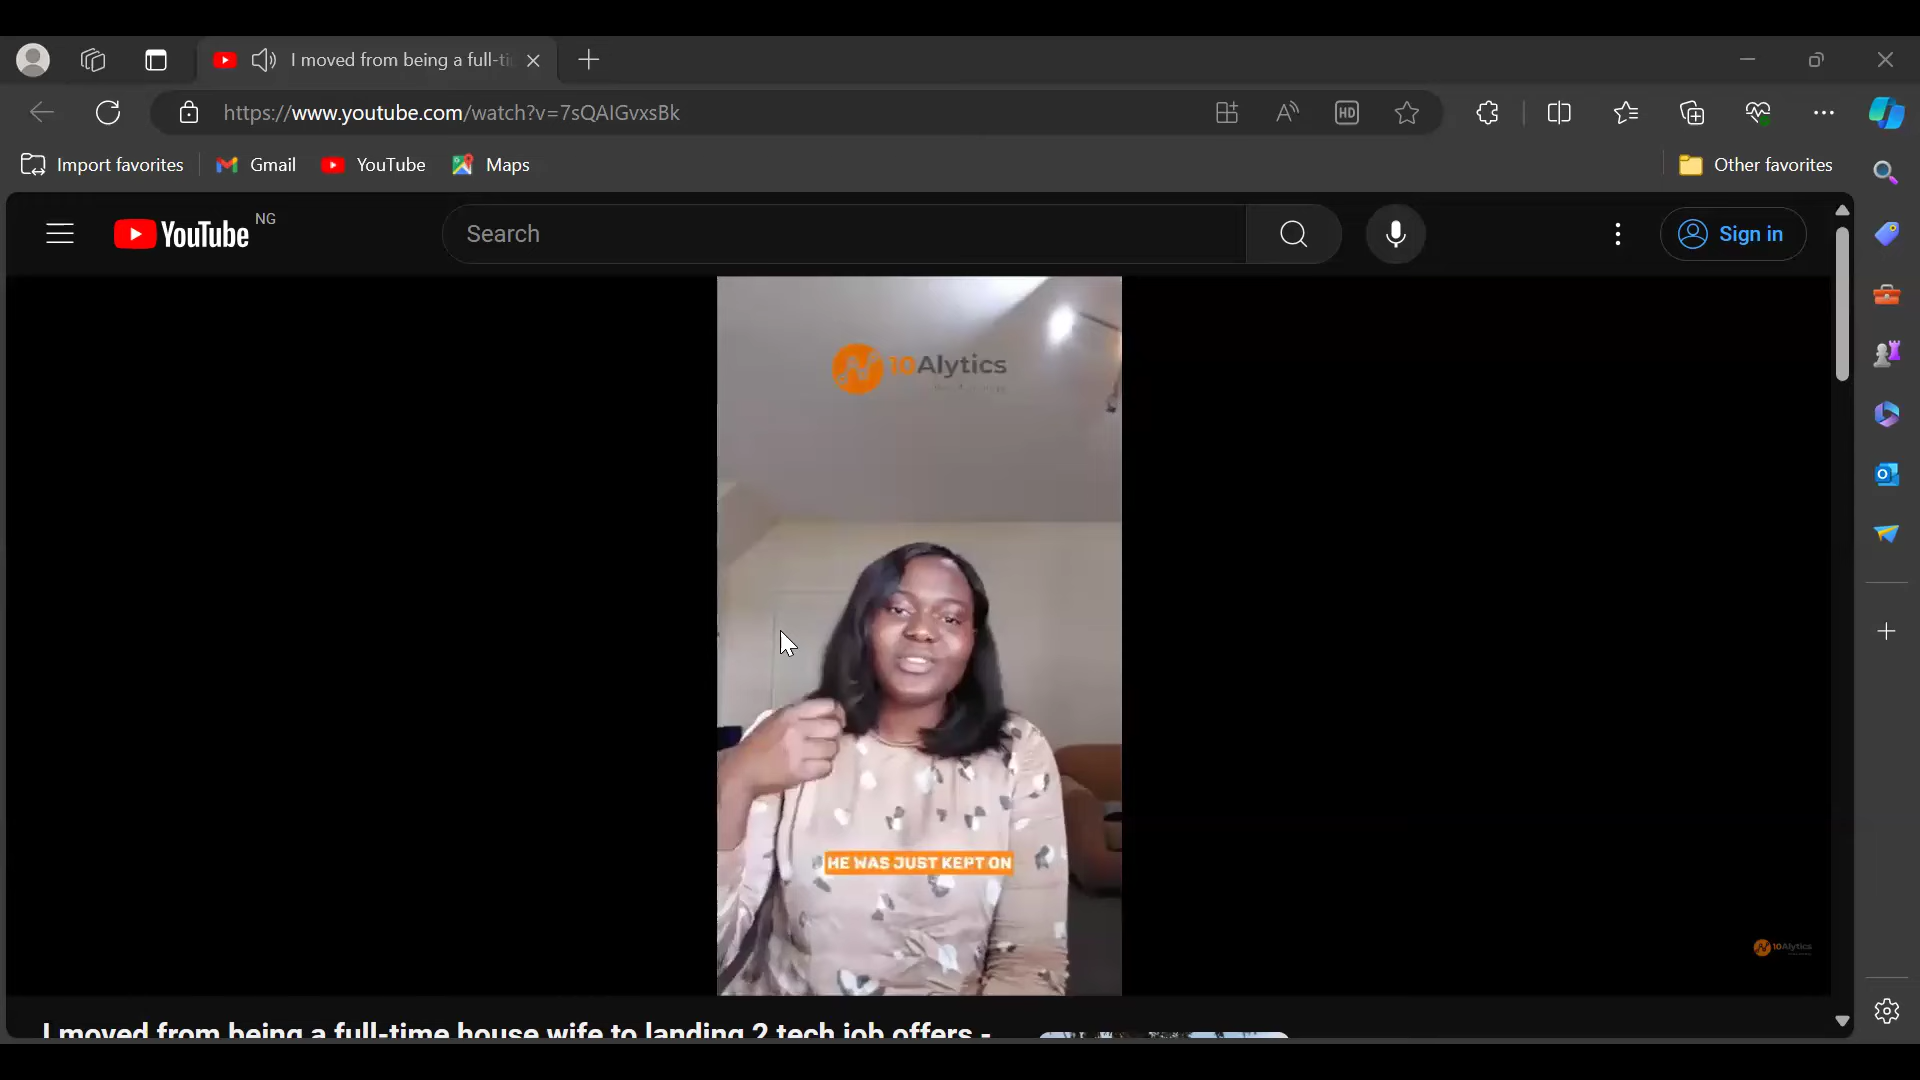 I moved from being a full-ti
https://www.youtube.com/watch?v=7sQAIGvxsBk
HD
Import favorites
Gmail
YouTube
Maps
Other favorites
YouTube NG
Search
Sign in
10Alytics
HE WAS JUST KEPT ON
10Alytics
I moved from being a full-time house wife to landing 2 tech job offers -